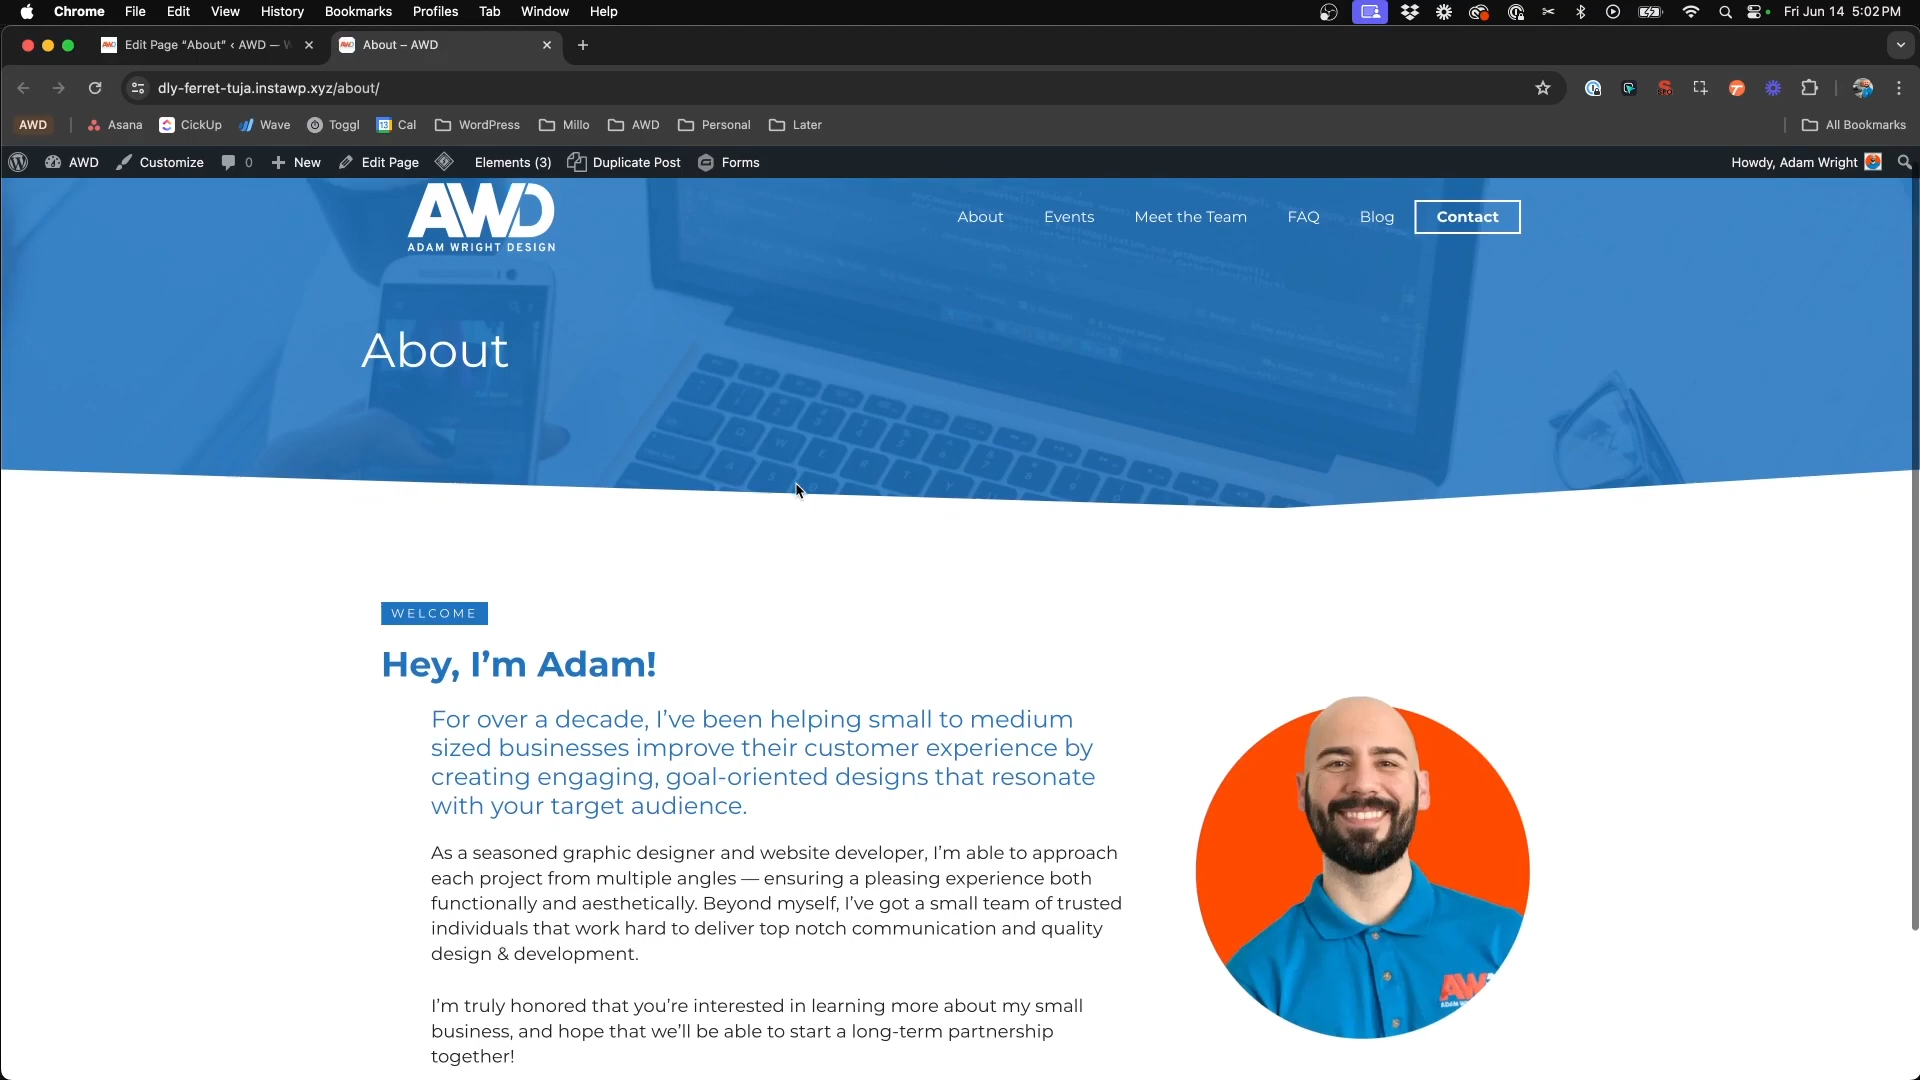 Chrome File Edit View History Bookmarks Profiles Tab Window Help Fri Jun 14 5:02 PM
Edit Page “About” ‹ AWD — About – AWD
dly-ferret-tuja.instawp.xyz/about/
AWD Asana CickUp Wave Toggl Cal WordPress Millo AWD Personal Later All Bookmarks
AWD Customize 0 New Edit Page Elements (3) Duplicate Post Forms Howdy, Adam Wright
AWD
ADAM WRIGHT DESIGN
About Events Meet the Team FAQ Blog Contact
About
WELCOME
Hey, I’m Adam!
For over a decade, I’ve been helping small to medium
sized businesses improve their customer experience by
creating engaging, goal-oriented designs that resonate
with your target audience.
As a seasoned graphic designer and website developer, I’m able to approach
each project from multiple angles — ensuring a pleasing experience both
functionally and aesthetically. Beyond myself, I’ve got a small team of trusted
individuals that work hard to deliver top notch communication and quality
design & development.
I’m truly honored that you’re interested in learning more about my small
business, and hope that we’ll be able to start a long-term partnership
together!